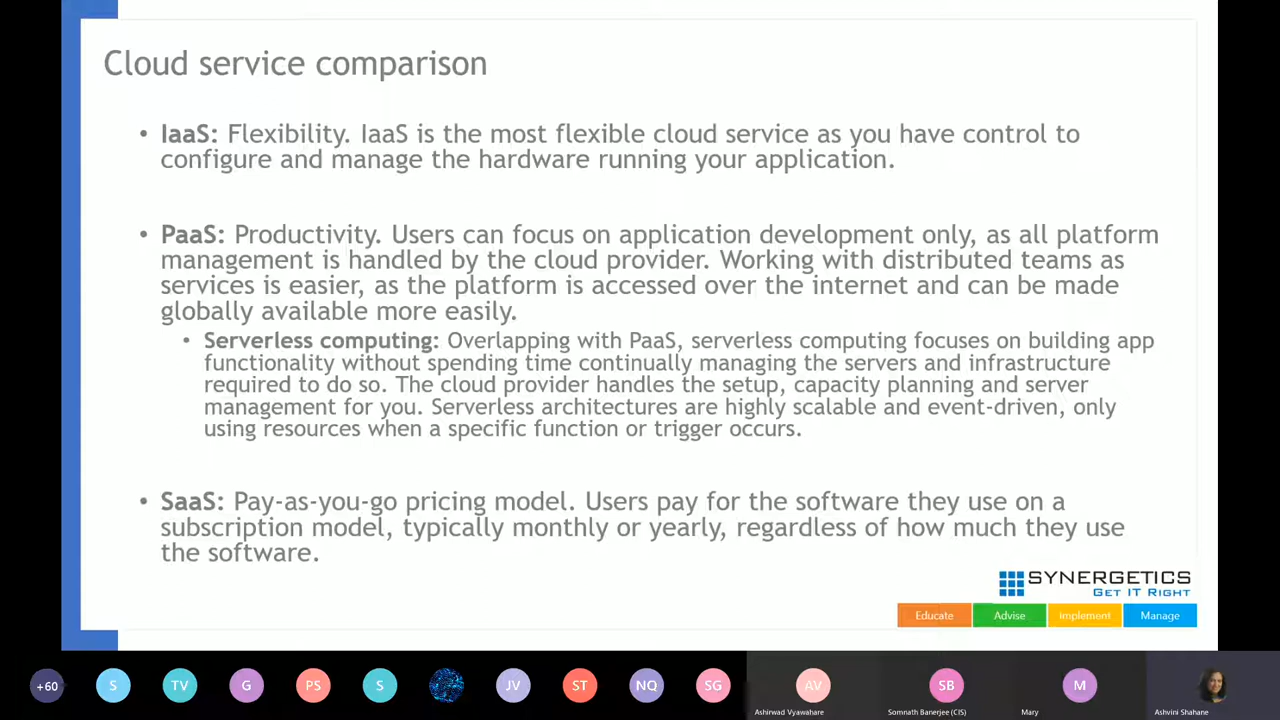 Cloud service comparison
• IaaS: Flexibility. IaaS is the most flexible cloud service as you have control to
configure and manage the hardware running your application.
• PaaS: Productivity. Users can focus on application development only, as all platform
management is handled by the cloud provider. Working with distributed teams as
services is easier, as the platform is accessed over the internet and can be made
globally available more easily.
• Serverless computing: Overlapping with PaaS, serverless computing focuses on building app
functionality without spending time continually managing the servers and infrastructure
required to do so. The cloud provider handles the setup, capacity planning and server
management for you. Serverless architectures are highly scalable and event-driven, only
using resources when a specific function or trigger occurs.
• SaaS: Pay-as-you-go pricing model. Users pay for the software they use on a
subscription model, typically monthly or yearly, regardless of how much they use
the software.
SYNERGETICS
GET IT RIGHT
Educate Advise Implement Manage
+60 S TV G PS S JV ST NQ SG AV SB M
Ashirwad Vyawahare Somnath Banerjee (CIS) Mary Ashvini Shahane